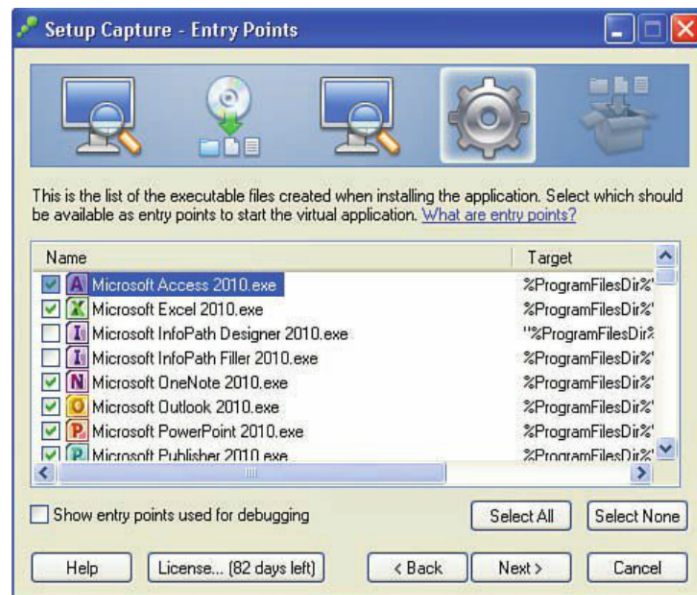 Setup Capture - Entry Points
This is the list of the executable files created when installing the application. Select which should
be available as entry points to start the virtual application. What are entry points?
Name Target
Microsoft Access 2010.exe %ProgramFilesDir%'
Microsoft Excel 2010.exe %ProgramFilesDir%'
Microsoft InfoPath Designer 2010.exe "%ProgramFilesDir%
Microsoft InfoPath Filler 2010.exe %ProgramFilesDir%'
Microsoft OneNote 2010.exe %ProgramFilesDir%'
Microsoft Outlook 2010.exe %ProgramFilesDir%'
Microsoft PowerPoint 2010.exe %ProgramFilesDir%'
Microsoft Publisher 2010.exe %ProgramFilesDir%'
Show entry points used for debugging Select All Select None
Help License... (82 days left) < Back Next > Cancel